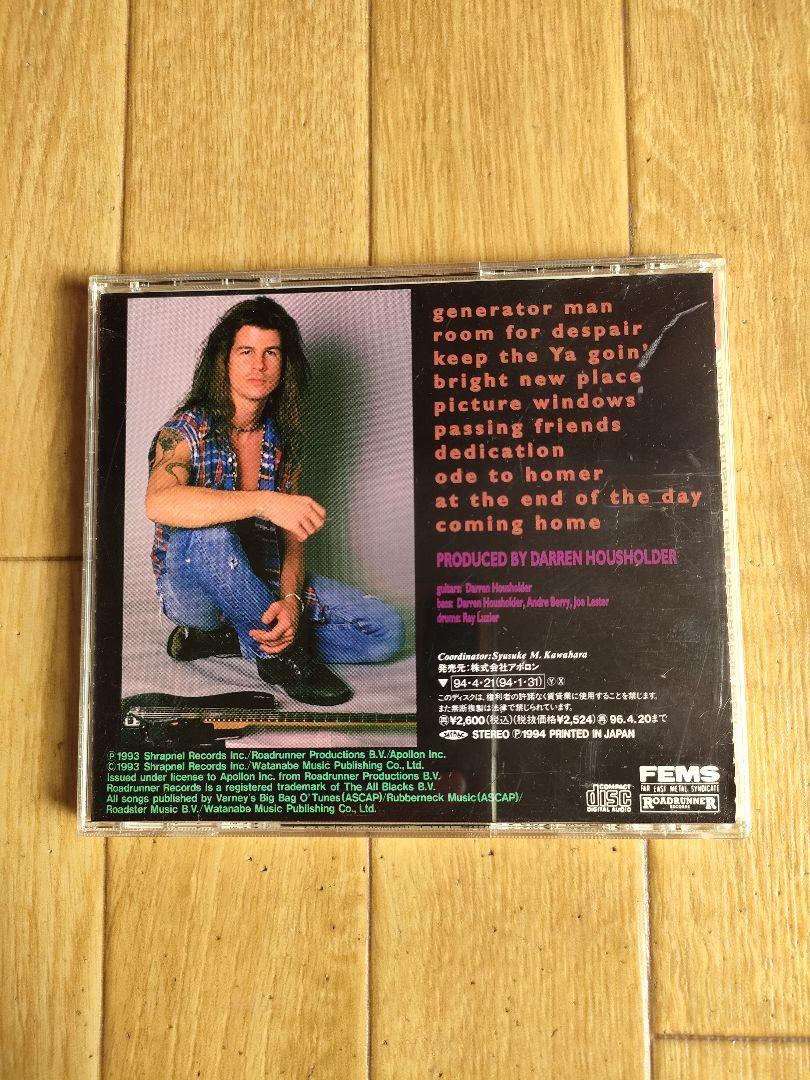 generator man
room for despair
keep the Ya goin'
bright new place
picture windows
passing friends
dedication
ode to homer
at the end of the day
coming home
PRODUCED BY DARREN HOUSHOLDER
guitars: Darren Housholder
bass: Darren Housholder, Andre Berry, Joe Lester
drums: Ray Luzier
Coordinator:Syusuke M. Kawahara
発売元:株式会社アポロン
▼94・4・21(94・1・31)ⓎⓍ
このディスクは、権利者の許諾なく賃貸業に使用することを禁じます。
また無断複製は法律で禁じられています。
再¥2,600(税込)(税抜価格¥2,524)再96.4.20まで
STEREO Ⓟ1994 PRINTED IN JAPAN
Ⓟ1993 Shrapnel Records Inc./Roadrunner Productions B.V./Apollon Inc.
Ⓒ1993 Shrapnel Records Inc./Watanabe Music Publishing Co., Ltd.
issued under license to Apollon Inc. from Roadrunner Productions B.V.
Roadrunner Records is a registered trademark of The All Blacks B.V.
All songs published by Varney's Big Bag O'Tunes(ASCAP)/Rubberneck Music(ASCAP)/
Roadster Music B.V./Watanabe Music Publishing Co., Ltd.
COMPACT
disc
DIGITAL AUDIO
FEMS
FAR EAST METAL SYNDICATE
ROADRUNNER
RECORDS